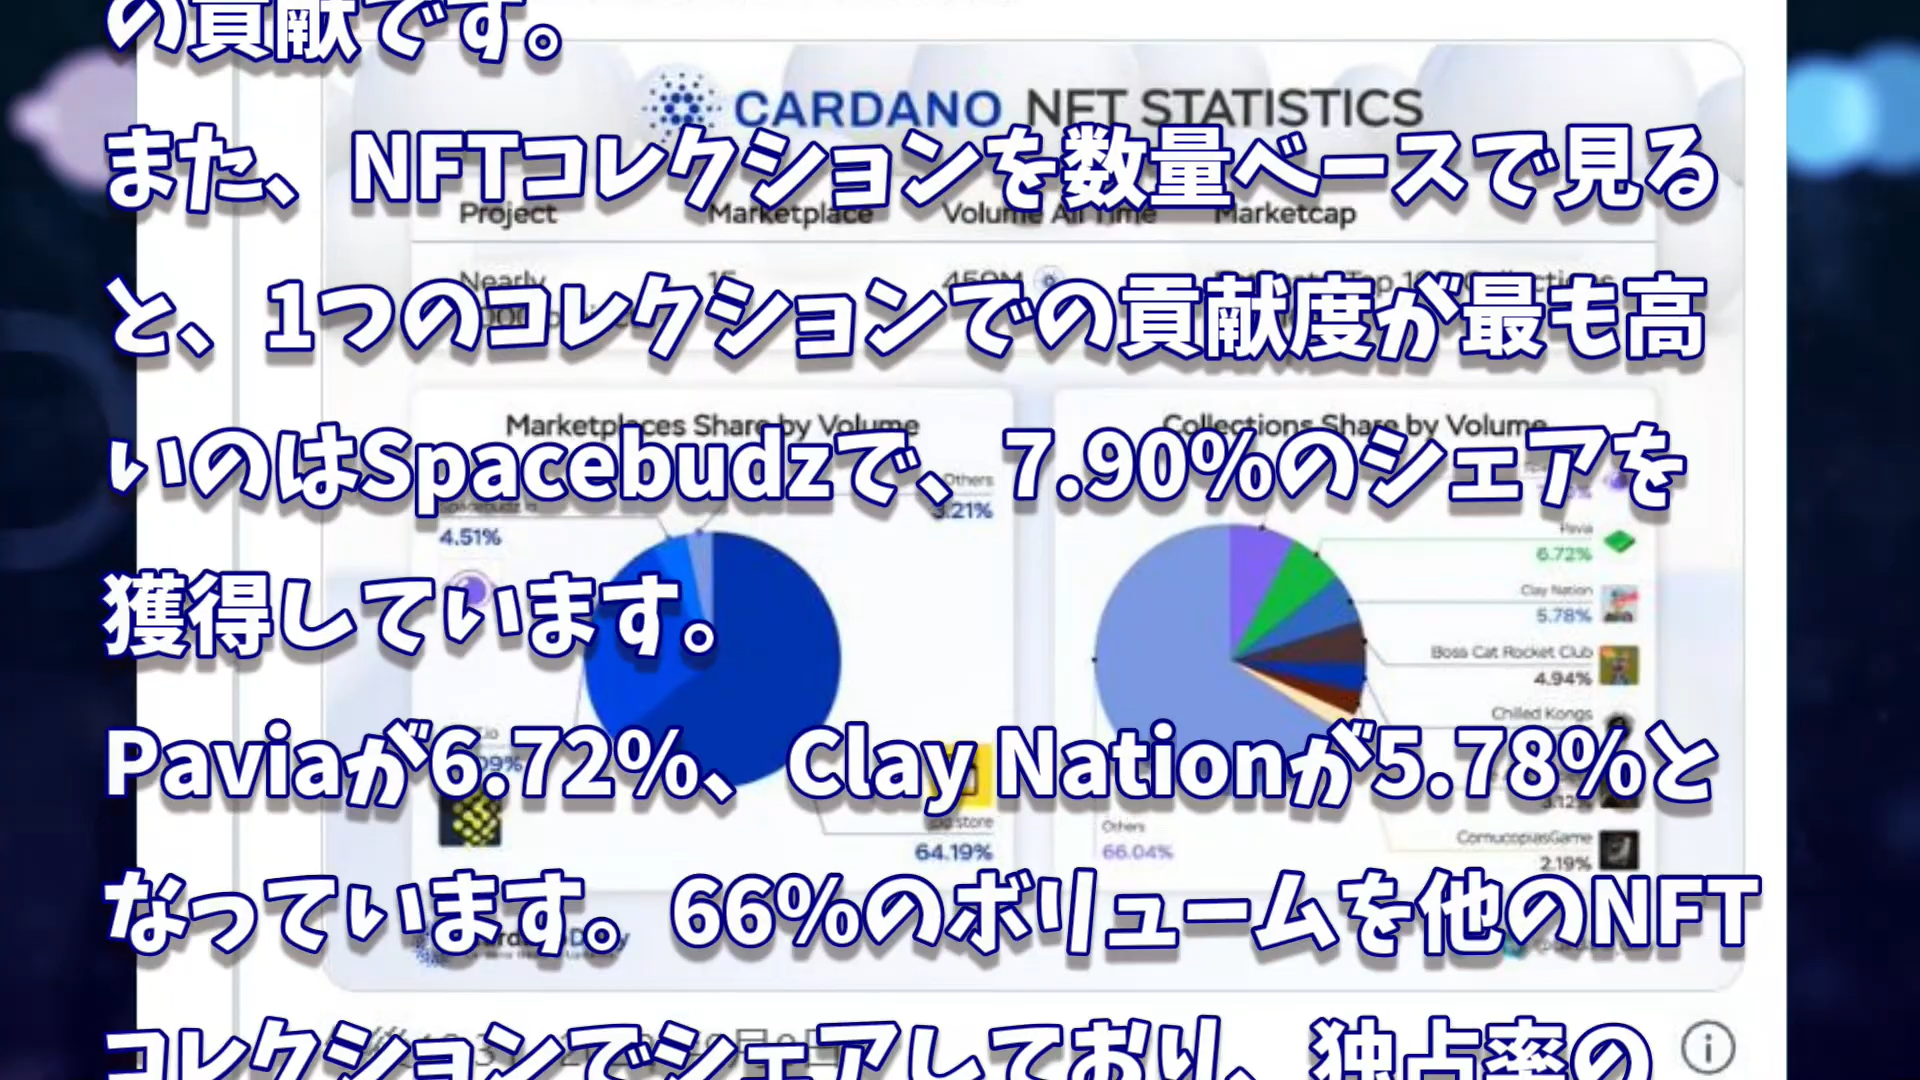 の貢献です。
CARDANO NFT STATISTICS
また、NFTコレクションを数量ベースで見る
Project Marketplace Volume All Time Marketcap
と、1つのコレクションでの貢献度が最も高
Nearly
Marketplaces Share by Volume
Collections Share by Volume
いのはSpacebudzで、7.90%のシェアを
Others
3.21%
4.51%
Pavia
6.72%
Clay Nation
5.78%
獲得しています。
Boss Cat Rocket Club
4.94%
Chilled Kongs
Paviaが6.72%、Clay Nationが5.78%と
3.12%
store
64.19%
Others
66.04%
CornucopiasGame
2.19%
なっています。66%のボリュームを他のNFT
コレクションでシェアしており、独占率の